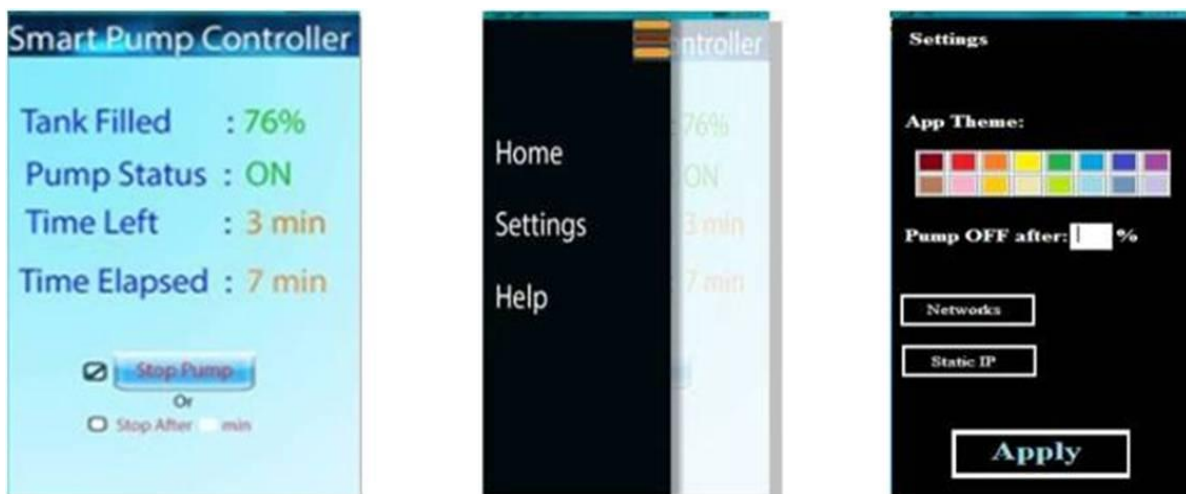 Smart Pump Controller
Tank Filled : 76%
Pump Status : ON
Time Left : 3 min
Time Elapsed : 7 min
Stop Pump
Or
Stop After min
ntroller
Home
Settings
Help
: 76%
ON
3 min
: 7 min
Settings
App Theme:
Pump OFF after: %
Networks
Static IP
Apply